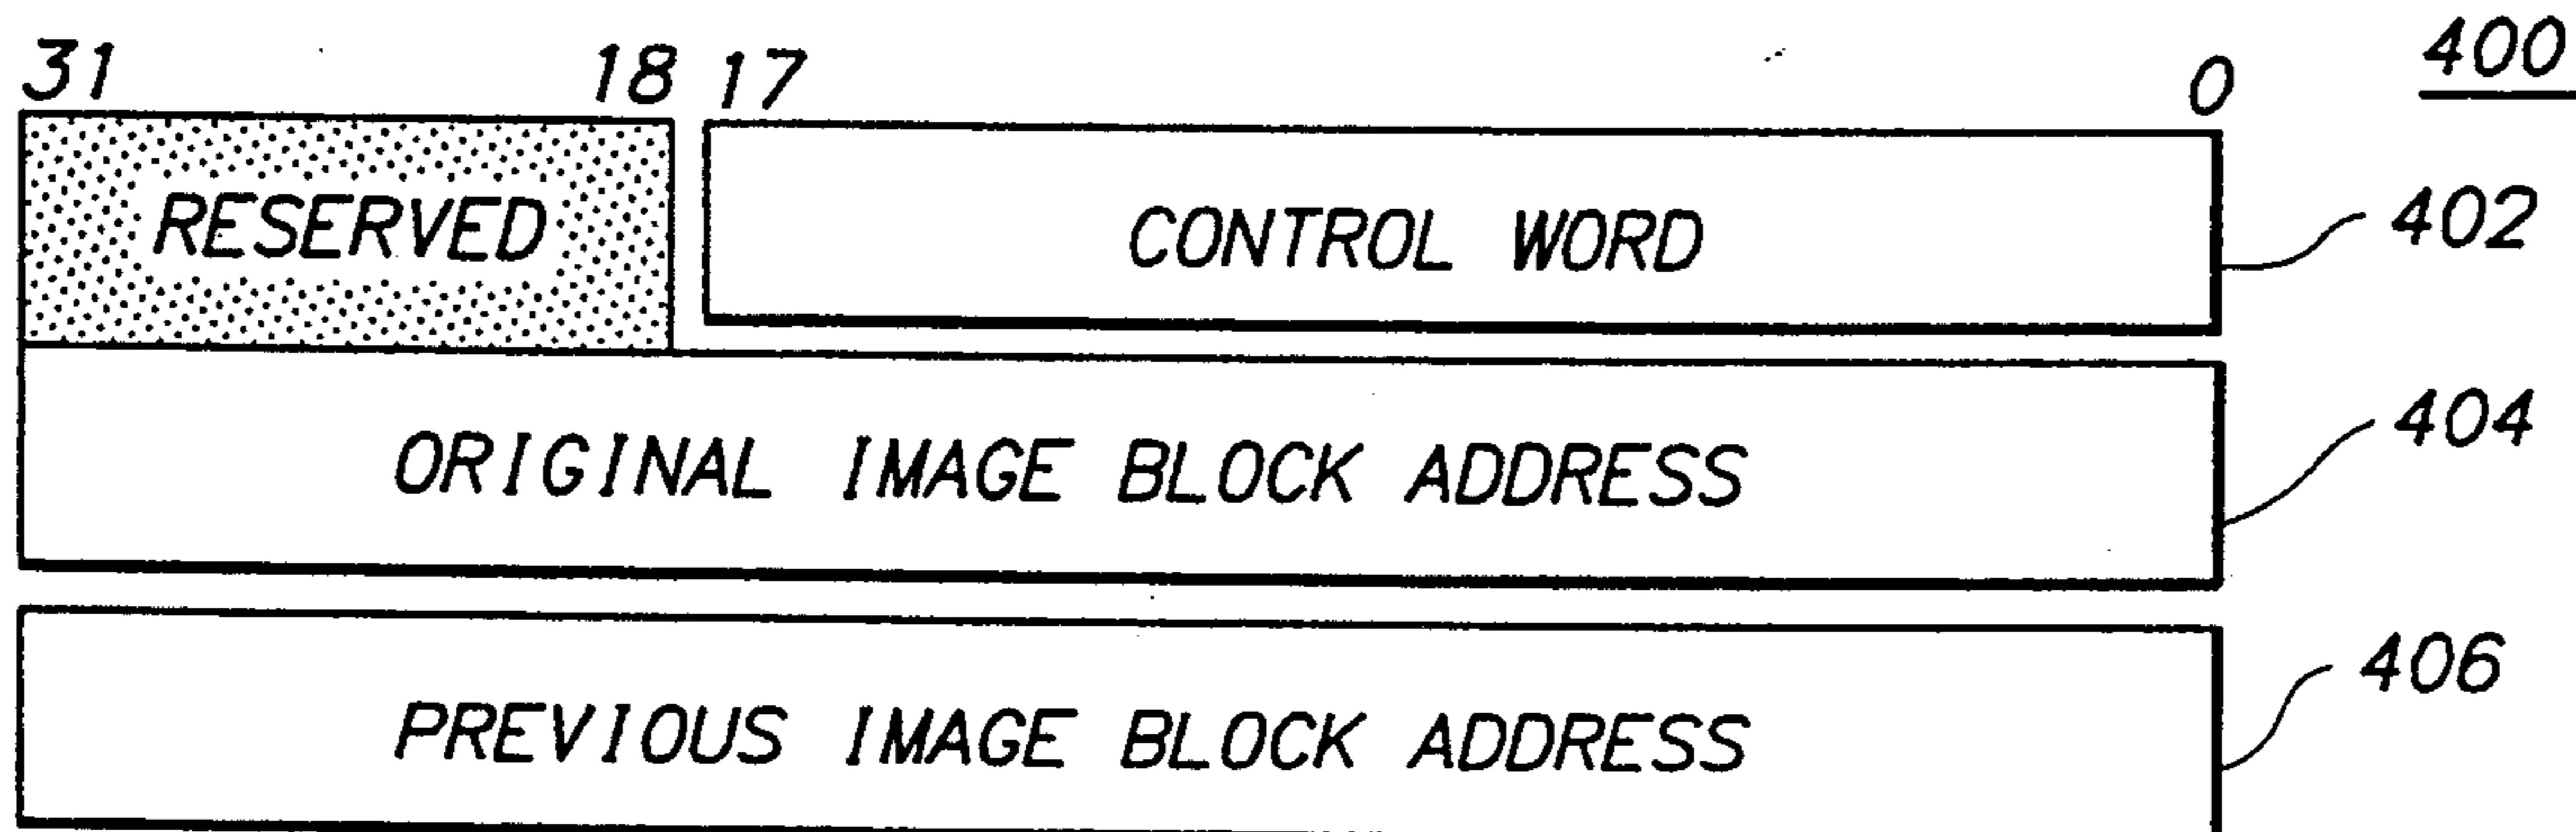 31 18 17 0 400
RESERVED CONTROL WORD 402
ORIGINAL IMAGE BLOCK ADDRESS 404
PREVIOUS IMAGE BLOCK ADDRESS 406